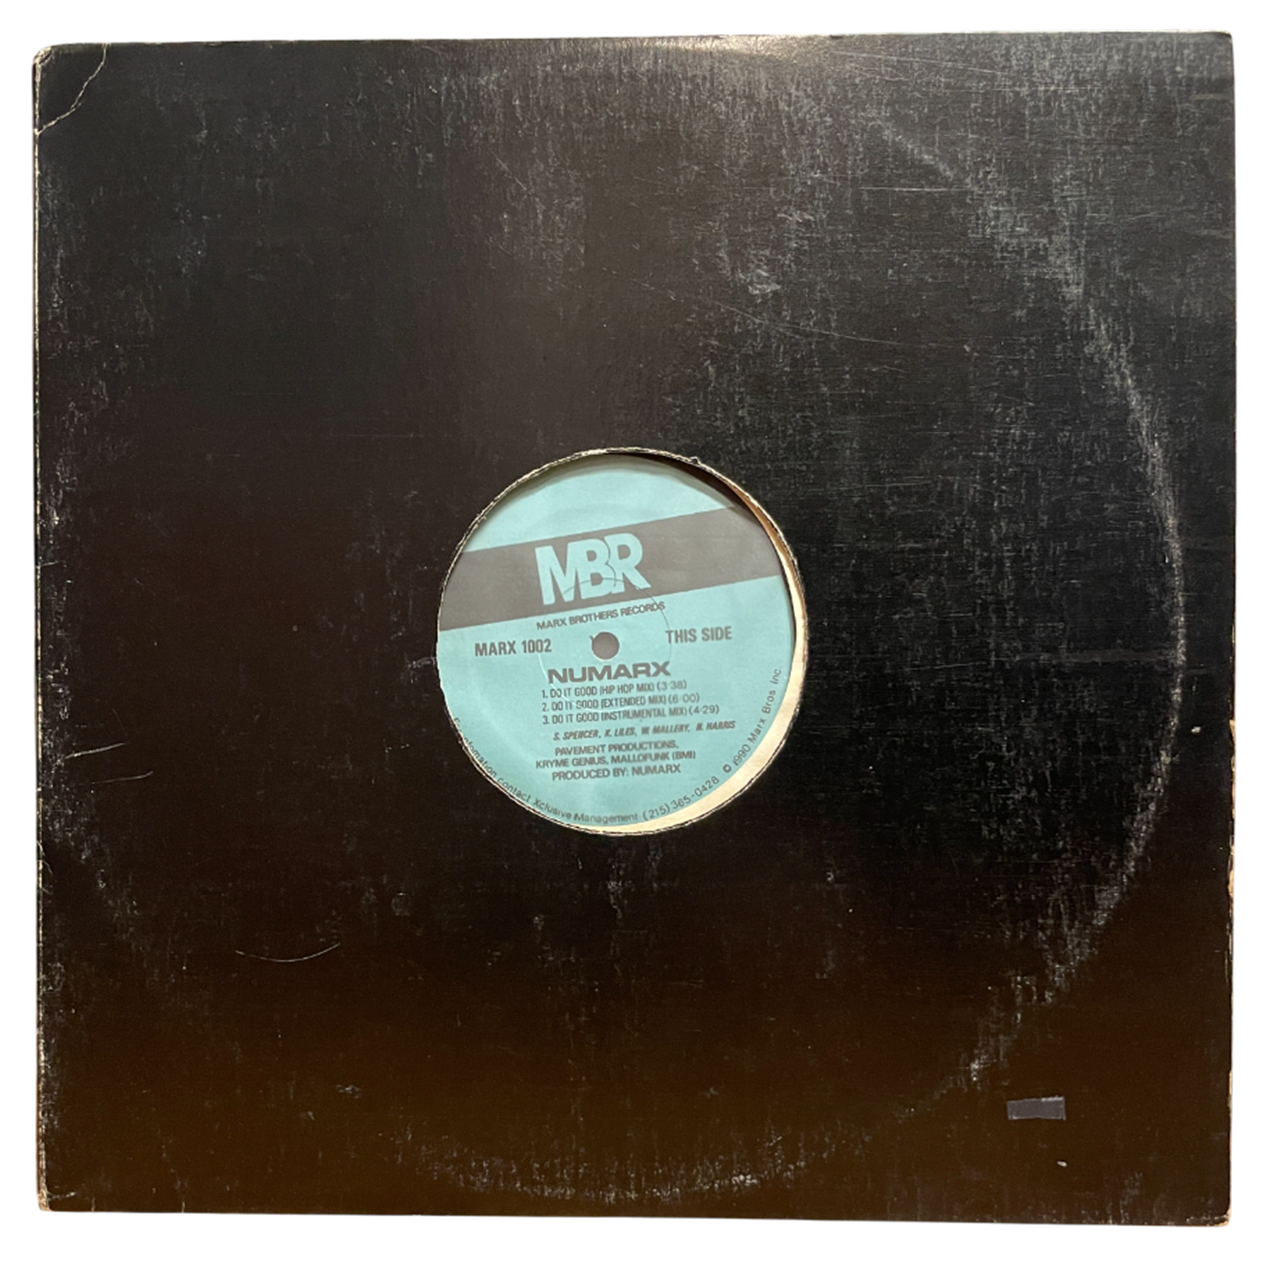 MBR
MARX BROTHERS RECORDS
MARX 1002
THIS SIDE
NUMARX
1. DO IT GOOD (HIP HOP MIX) (3:38)
2. DO IT GOOD (EXTENDED MIX) (6:00)
3. DO IT GOOD (INSTRUMENTAL MIX) (4:29)
S. SPENCER, K. LILES, W. MALLERY, H. HARRIS
PAVEMENT PRODUCTIONS,
KRYME GENIUS, MALLOFUNK (BMI)
PRODUCED BY: NUMARX
information contact Xclusive Management (215) 365-0428 © 1990 Marx Bros Inc.